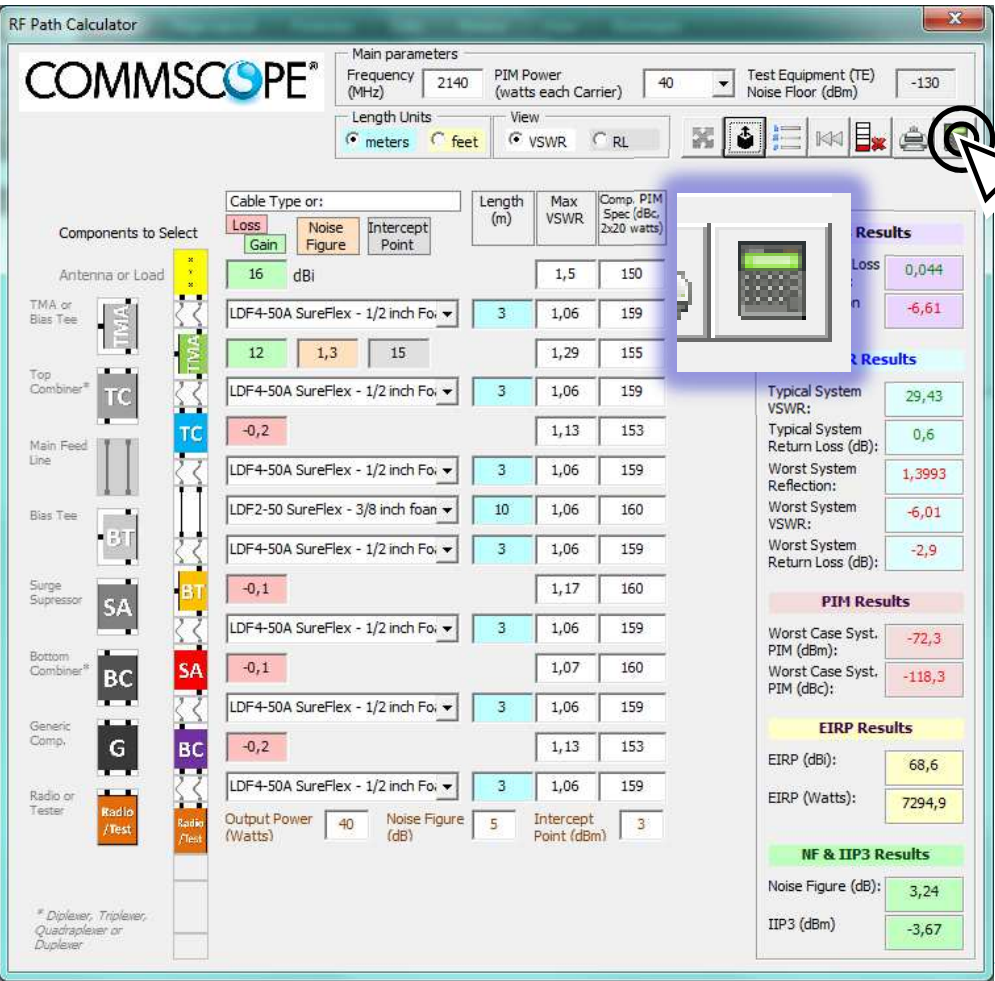 RF Path Calculator
COMMSCOPE®
Main parameters
Frequency (MHz) 2140 PIM Power (watts each Carrier) 40 Test Equipment (TE) Noise Floor (dBm) -130
Length Units
meters feet
View
VSWR RL
Components to Select
Cable Type or:
Loss Gain Noise Figure Intercept Point
Length (m)
Max VSWR
Comp. PIM Spec (dBc, 2x20 watts)
Results
Antenna or Load 16 dBi 1,5 150
Loss 0,044
TMA or Bias Tee TMA LDF4-50A SureFlex - 1/2 inch 3 1,06 159
-6,61
TMA 12 1,3 15 1,29 155
Results
Top Combiner* TC LDF4-50A SureFlex - 1/2 inch 3 1,06 159
Typical System VSWR: 29,43
TC -0,2 1,13 153
Typical System Return Loss (dB): 0,6
Main Feed Line LDF4-50A SureFlex - 1/2 inch 3 1,06 159
Worst System Reflection: 1,3993
Bias Tee BT LDF2-50 SureFlex - 3/8 inch foam 10 1,06 160
Worst System VSWR: -6,01
LDF4-50A SureFlex - 1/2 inch 3 1,06 159
Worst System Return Loss (dB): -2,9
Surge Supressor SA BT -0,1 1,17 160
PIM Results
LDF4-50A SureFlex - 1/2 inch 3 1,06 159
Worst Case Syst. PIM (dBm): -72,3
Bottom Combiner* BC SA -0,1 1,07 160
Worst Case Syst. PIM (dBc): -118,3
LDF4-50A SureFlex - 1/2 inch 3 1,06 159
EIRP Results
Generic Comp. G BC -0,2 1,13 153
EIRP (dBi): 68,6
LDF4-50A SureFlex - 1/2 inch 3 1,06 159
EIRP (Watts): 7294,9
Radio or Tester Radio /Test Radio /Test Output Power (Watts) 40 Noise Figure (dB) 5 Intercept Point (dBm) 3
NF & IIP3 Results
Noise Figure (dB): 3,24
IIP3 (dBm) -3,67
* Diplexer, Triplexer,
Quadraplexer or
Duplexer